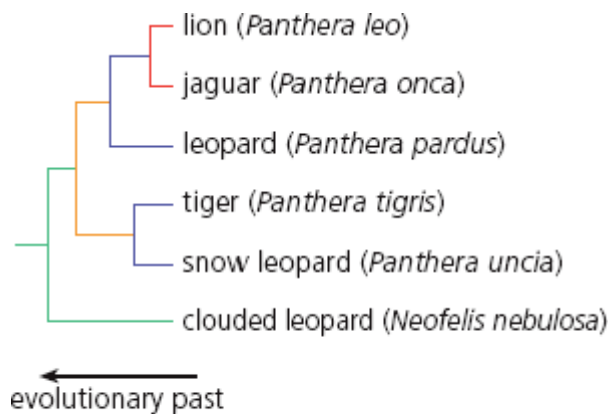 lion (Panthera leo)
jaguar (Panthera onca)
leopard (Panthera pardus)
tiger (Panthera tigris)
snow leopard (Panthera uncia)
clouded leopard (Neofelis nebulosa)
evolutionary past